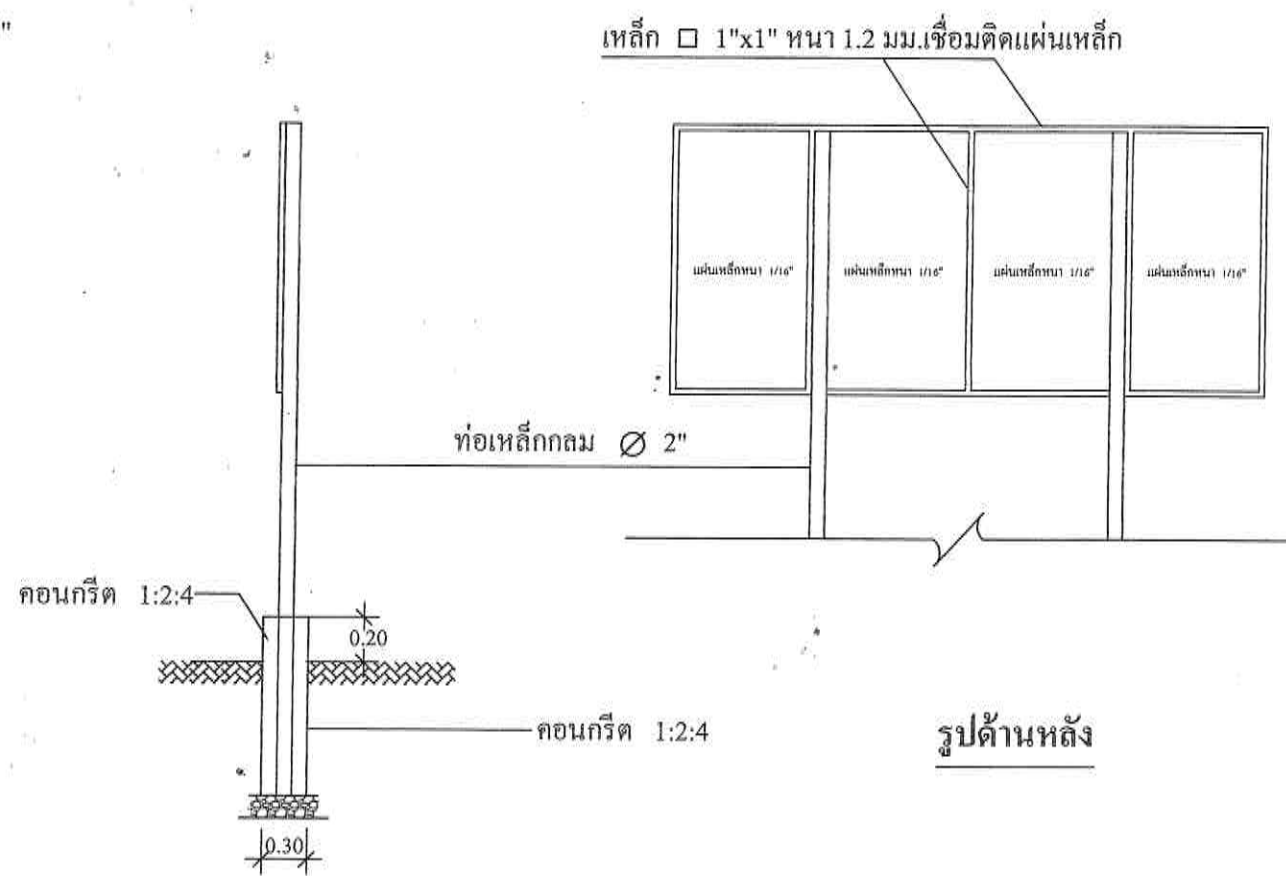 "
เหล็ก □ 1"x1" หนา 1.2 มม.เชื่อมติดแผ่นเหล็ก
แผ่นเหล็กหนา 1/16"
แผ่นเหล็กหนา 1/16"
แผ่นเหล็กหนา 1/16"
แผ่นเหล็กหนา 1/16"
ท่อเหล็กกลม Ø 2"
คอนกรีต 1:2:4
0.20
คอนกรีต 1:2:4
รูปด้านหลัง
0.30